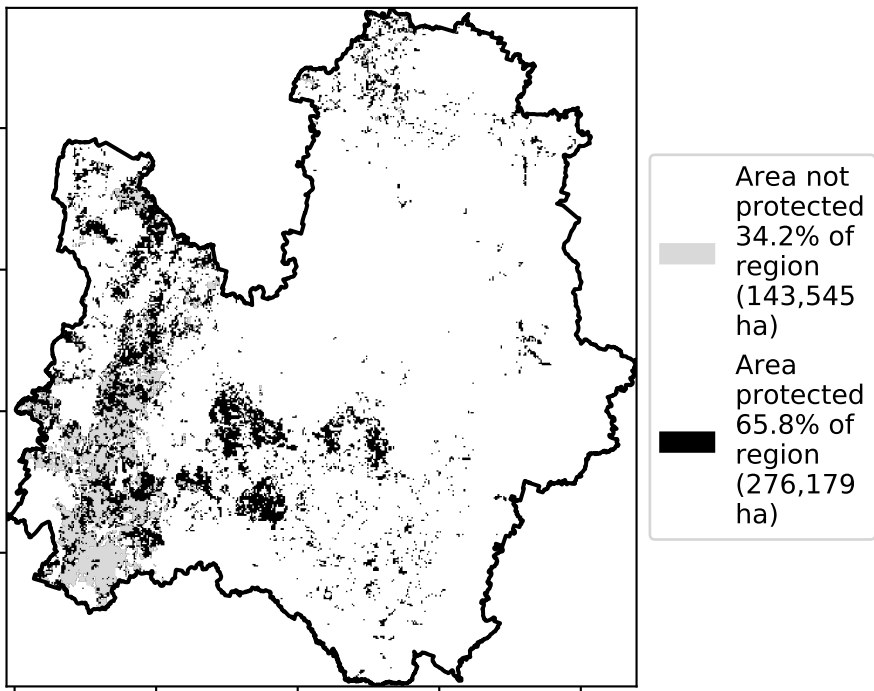 Area not
protected
34.2% of
region
(143,545
ha)
Area
protected
65.8% of
region
(276,179
ha)